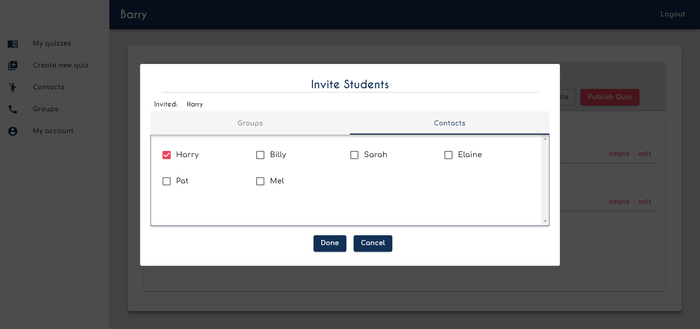 Barry
Logout
My quizzes
Create new quiz
Contacts
Groups
My account
Publish Quiz
delete edit
delete edit
Invite Students
Invited: Harry
Groups Contacts
Harry Billy Sarah Elaine
Pat Mel
Done Cancel